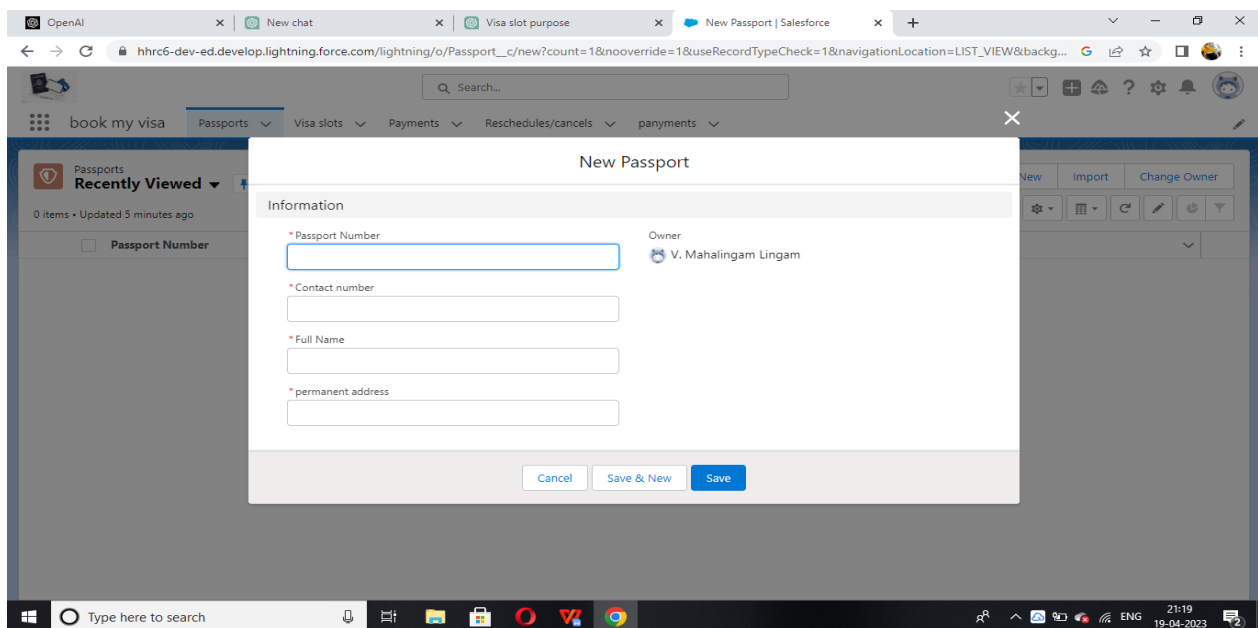 OpenAI New chat Visa slot purpose New Passport | Salesforce
hhrc6-dev-ed.develop.lightning.force.com/lightning/o/Passport__c/new?count=1&nooverride=1&useRecordTypeCheck=1&navigationLocation=LIST_VIEW&backg...
Search...
book my visa Passports Visa slots Payments Reschedules/cancels panyments
New Passport
Passports
Recently Viewed
New Import Change Owner
0 items • Updated 5 minutes ago
Information
Passport Number
*Passport Number
Owner
V. Mahalingam Lingam
*Contact number
*Full Name
*permanent address
Cancel Save & New Save
Type here to search
ENG
21:19
19-04-2023
2